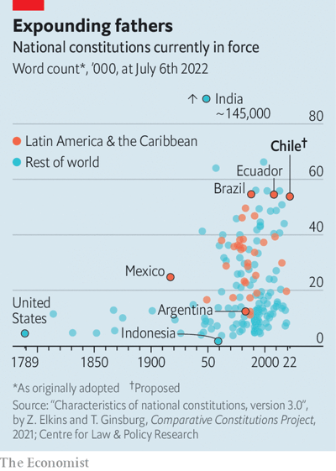 Expounding fathers
National constitutions currently in force
Word count*, '000, at July 6th 2022
↑ India
~145,000
80
Latin America & the Caribbean
Rest of world
Chile†
Ecuador
60
Brazil
40
Mexico
20
United
States
Argentina
Indonesia
0
1789 1850 1900 50 2000 22
*As originally adopted †Proposed
Source: "Characteristics of national constitutions, version 3.0",
by Z. Elkins and T. Ginsburg, Comparative Constitutions Project,
2021; Centre for Law & Policy Research
The Economist